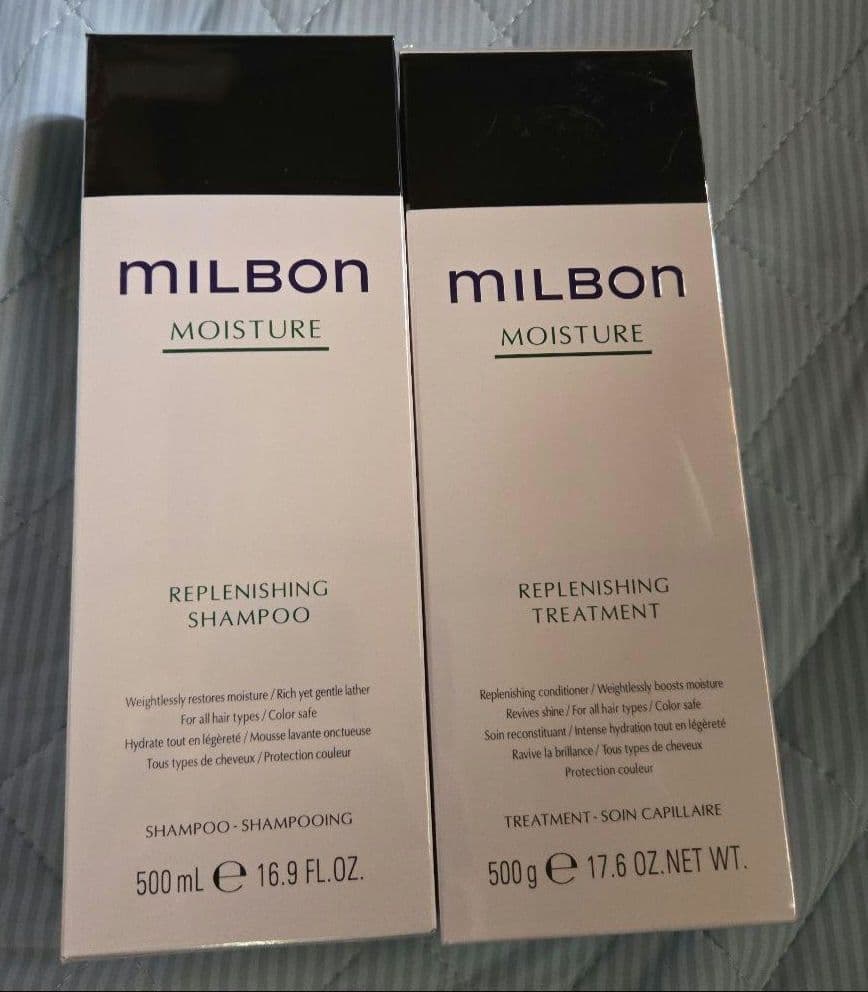 MILBON
MOISTURE
REPLENISHING
SHAMPOO
Weightlessly restores moisture / Rich yet gentle lather
For all hair types / Color safe
Hydrate tout en légèreté / Mousse lavante onctueuse
Tous types de cheveux / Protection couleur
SHAMPOO - SHAMPOOING
500 mL e 16.9 FL.OZ.
MILBON
MOISTURE
REPLENISHING
TREATMENT
Replenishing conditioner / Weightlessly boosts moisture
Revives shine / For all hair types / Color safe
Soin reconstituant / Intense hydration tout en légèreté
Ravive la brillance / Tous types de cheveux
Protection couleur
TREATMENT - SOIN CAPILLAIRE
500 g e 17.6 OZ.NET WT.